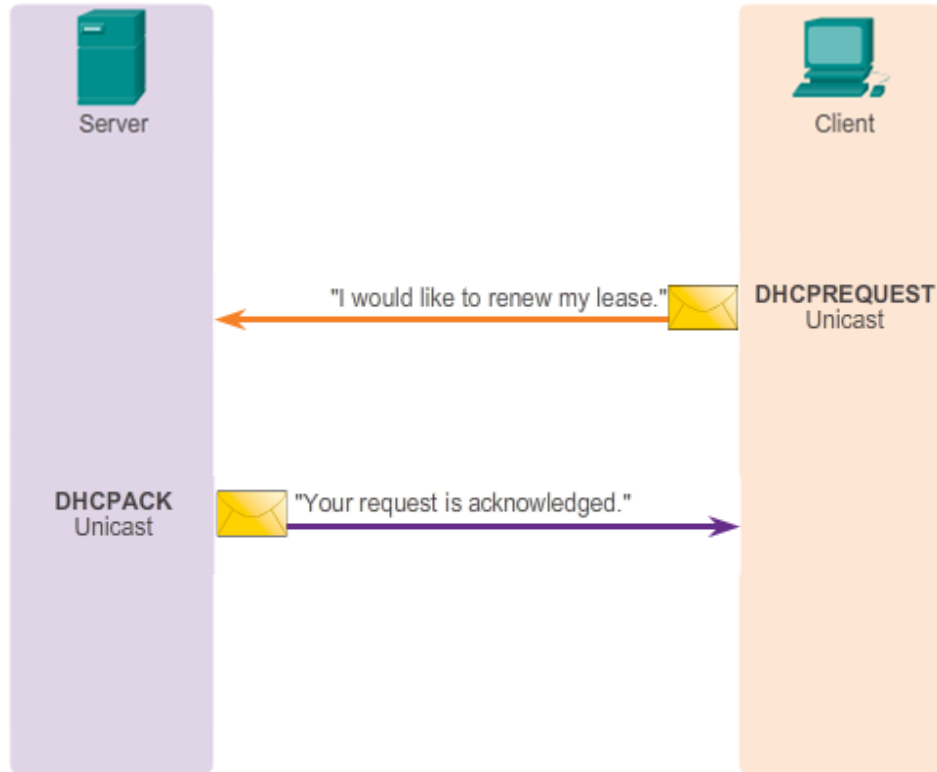 Server
Client
"I would like to renew my lease."
DHCPREQUEST
Unicast
DHCPACK
Unicast
"Your request is acknowledged."